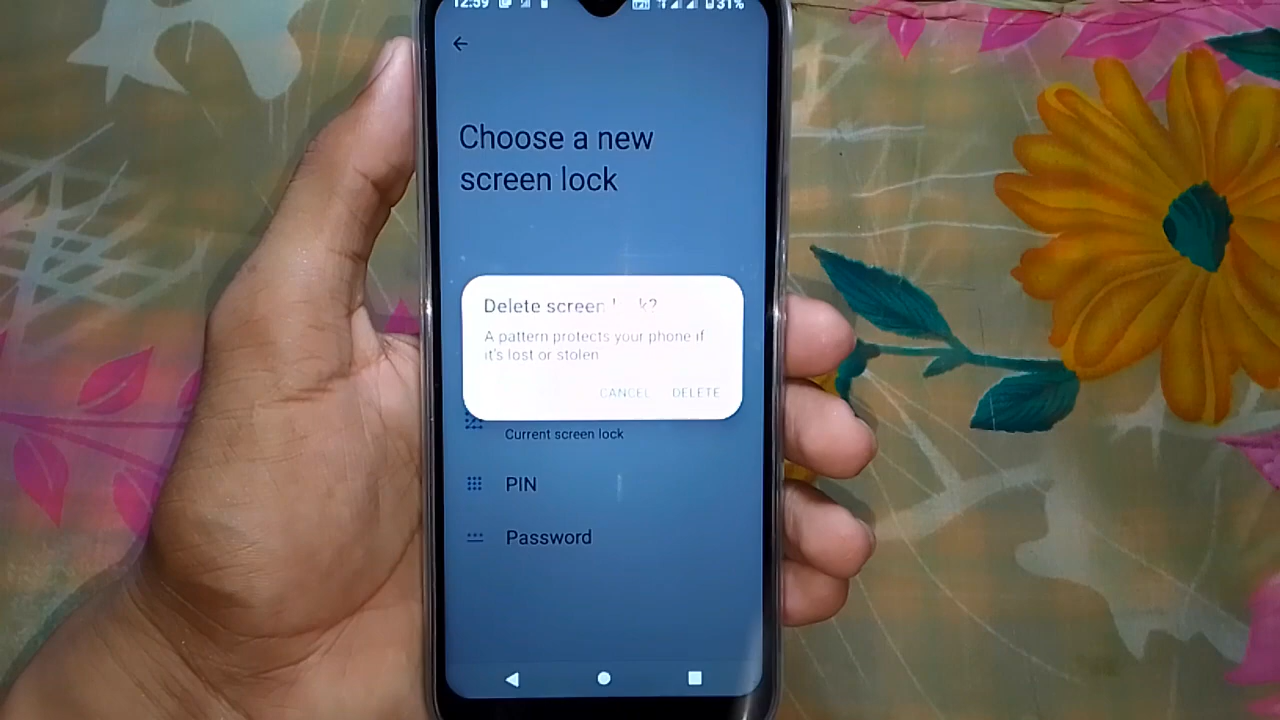 12:59 31%
Choose a new
screen lock
Delete screen
A pattern protects your phone if
it's lost or stolen
CANCEL DELETE
Current screen lock
PIN
Password